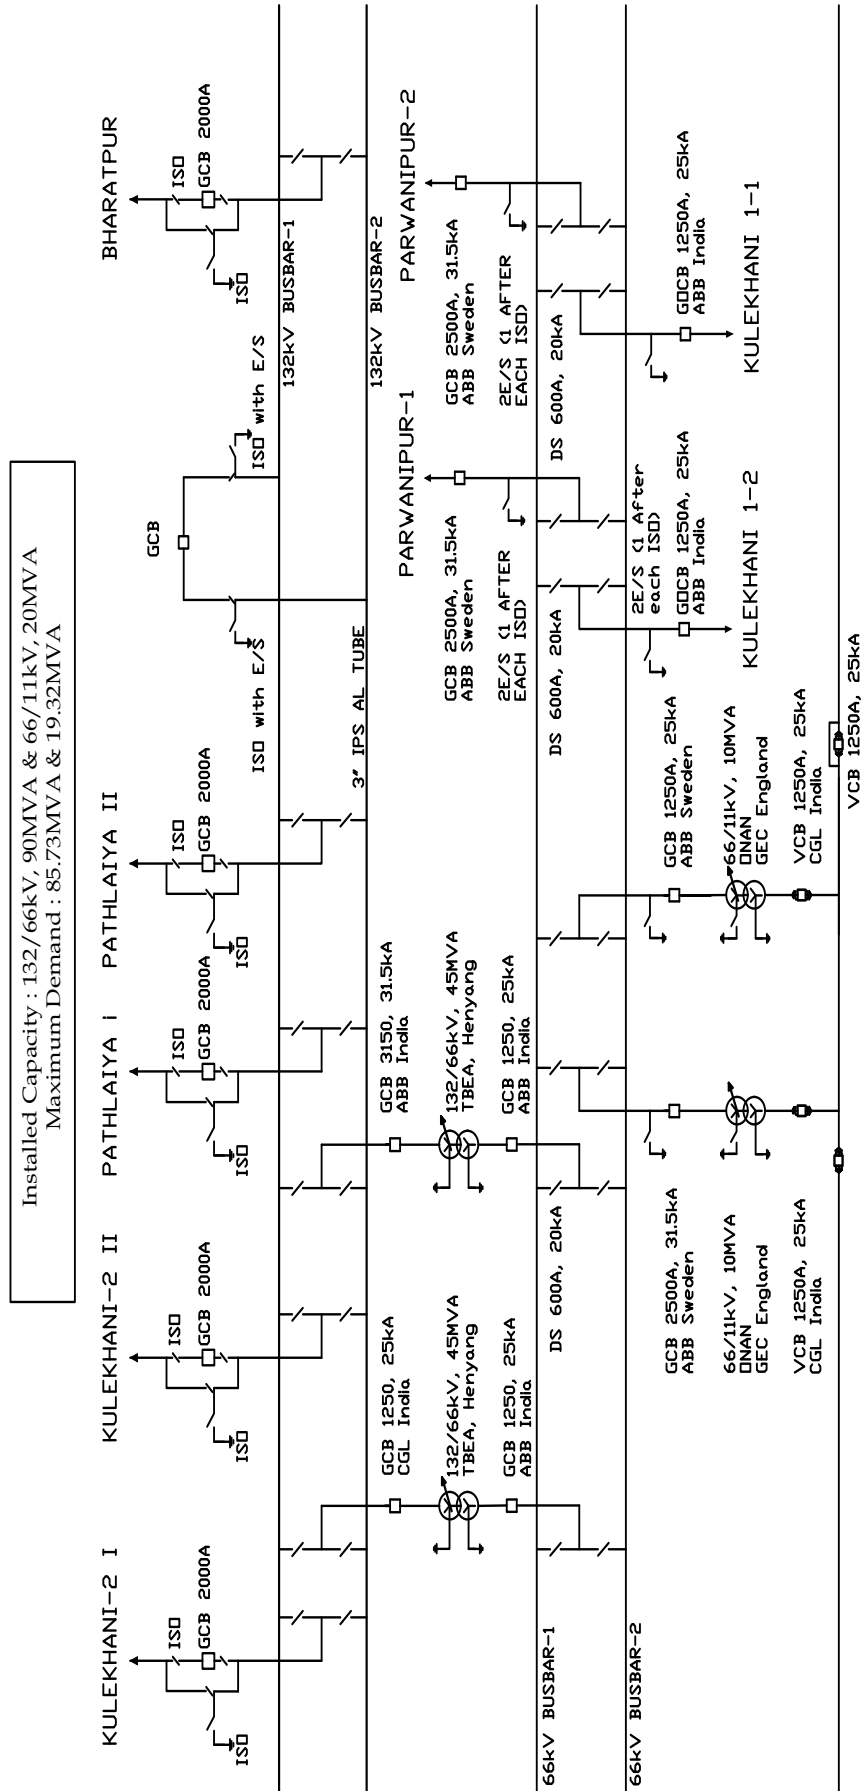 Installed Capacity : 132/66kV, 90MVA & 66/11kV, 20MVA
Maximum Demand : 85.73MVA & 19.32MVA
KULEKHANI-2 I
KULEKHANI-2 II
PATHLAIYA I
PATHLAIYA II
BHARATPUR
ISO
GCB 2000A
ISO
ISO
GCB 2000A
ISO
ISO
GCB 2000A
ISO
ISO
GCB 2000A
ISO
GCB
ISO with E/S
ISO with E/S
ISO
GCB 2000A
ISO
132kV BUSBAR-1
3" IPS AL TUBE
132kV BUSBAR-2
GCB 1250, 25kA
CGL India
GCB 3150, 31.5kA
ABB India
PARWANIPUR-1
PARWANIPUR-2
132/66kV, 45MVA
TBEA, Henyang
132/66kV, 45MVA
TBEA, Henyang
GCB 2500A, 31.5kA
ABB Sweden
GCB 2500A, 31.5kA
ABB Sweden
GCB 1250, 25kA
ABB India
GCB 1250, 25kA
ABB India
2E/S (1 AFTER
EACH ISO)
2E/S (1 AFTER
EACH ISO)
66kV BUSBAR-1
DS 600A, 20kA
DS 600A, 20kA
DS 600A, 20kA
66kV BUSBAR-2
2E/S (1 After
each ISO)
GCB 2500A, 31.5kA
ABB Sweden
GCB 1250A, 25kA
ABB Sweden
GOCB 1250A, 25kA
ABB India
GOCB 1250A, 25kA
ABB India
66/11kV, 10MVA
ONAN
GEC England
66/11kV, 10MVA
ONAN
GEC England
KULEKHANI 1-2
KULEKHANI 1-1
VCB 1250A, 25kA
CGL India
VCB 1250A, 25kA
CGL India
VCB 1250A, 25kA